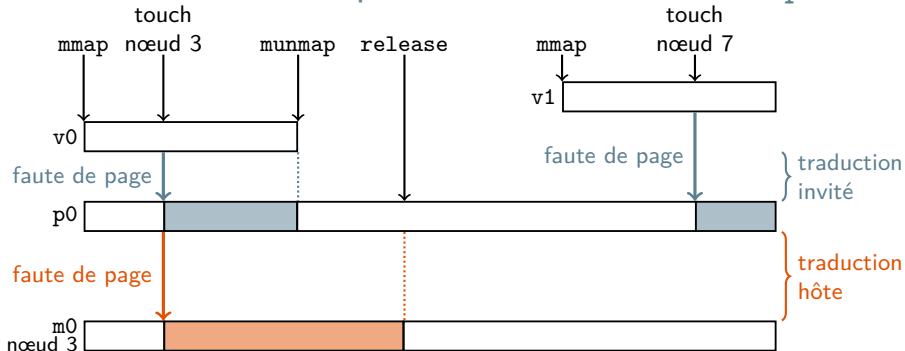 touch
nœud 3
mmap
munmap
release
mmap
touch
nœud 7
v1
v0
faute de page
faute de page
traduction
invité
p0
faute de page
traduction
hôte
m0
nœud 3